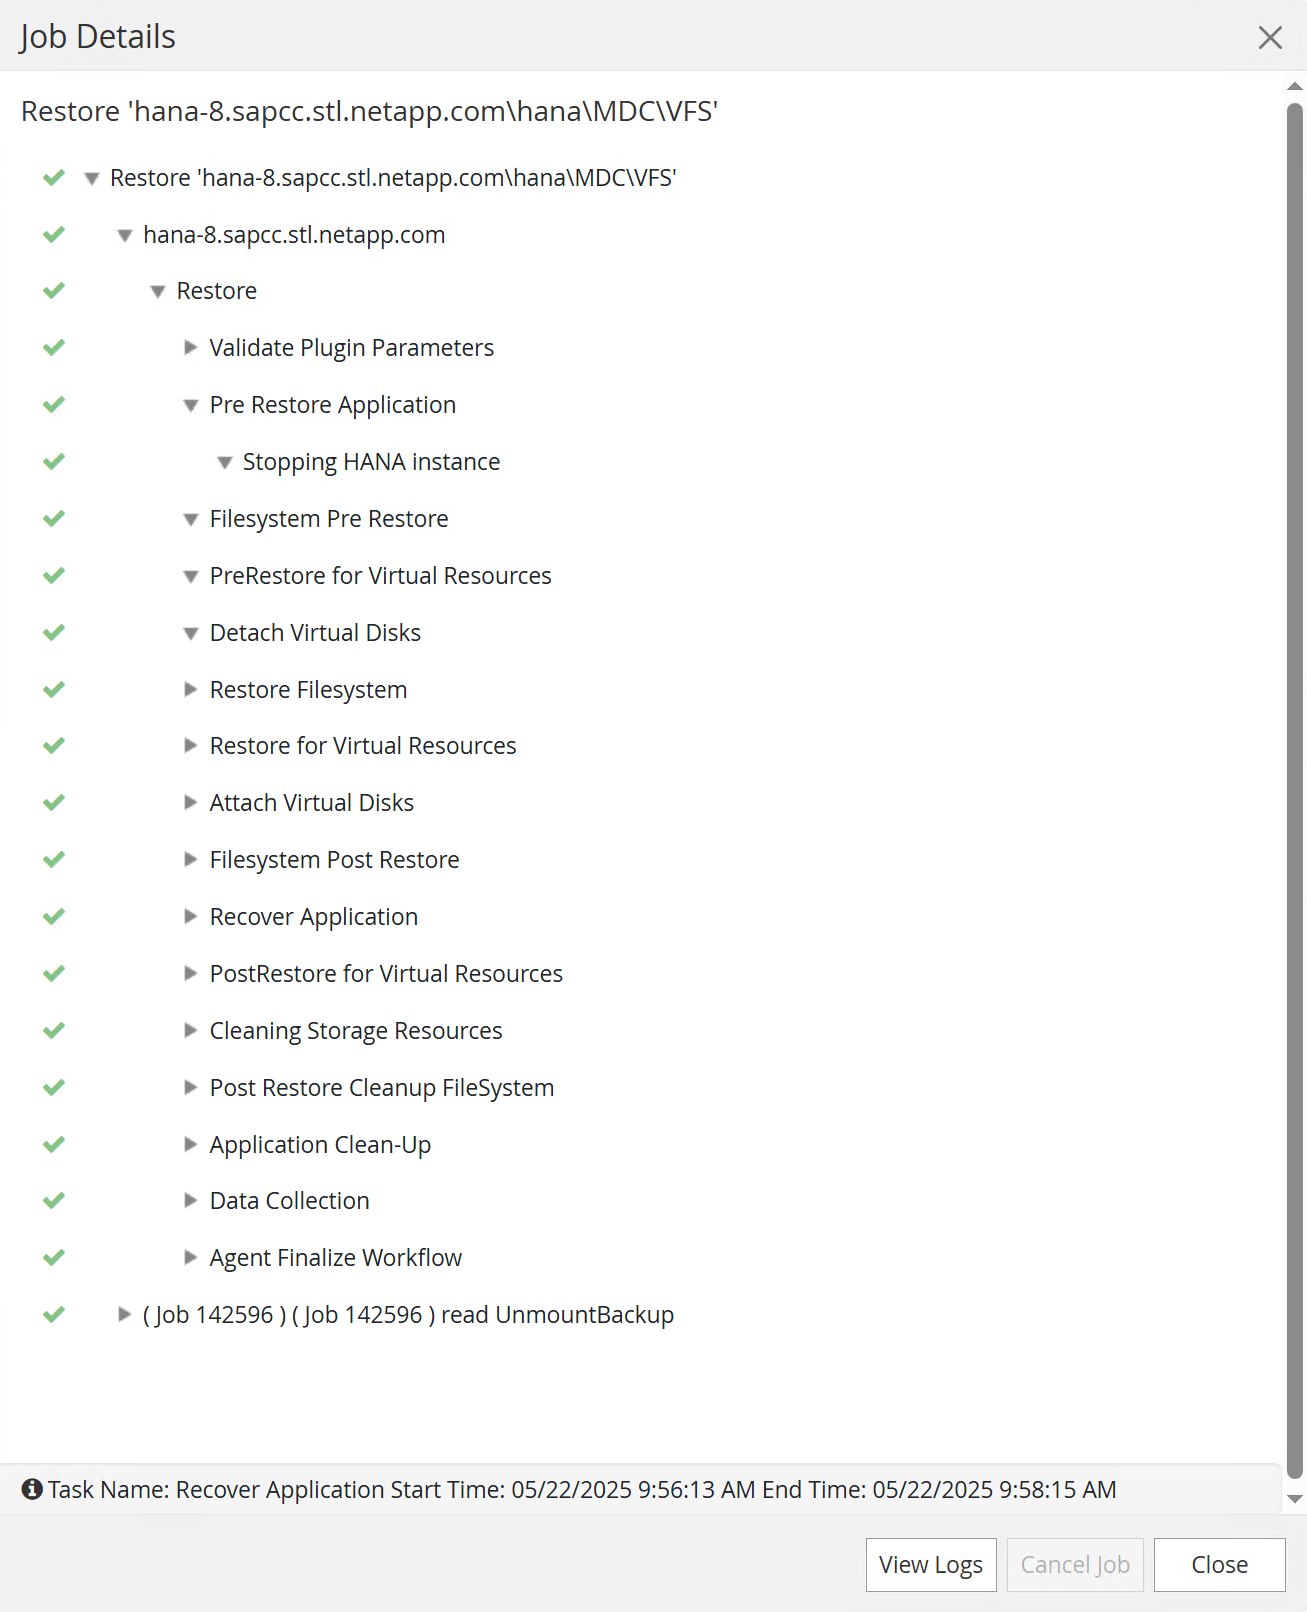 Job Details
Restore 'hana-8.sapcc.stl.netapp.com\hana\MDC\VFS'
Restore 'hana-8.sapcc.stl.netapp.com\hana\MDC\VFS'
hana-8.sapcc.stl.netapp.com
Restore
Validate Plugin Parameters
Pre Restore Application
Stopping HANA instance
Filesystem Pre Restore
PreRestore for Virtual Resources
Detach Virtual Disks
Restore Filesystem
Restore for Virtual Resources
Attach Virtual Disks
Filesystem Post Restore
Recover Application
PostRestore for Virtual Resources
Cleaning Storage Resources
Post Restore Cleanup FileSystem
Application Clean-Up
Data Collection
Agent Finalize Workflow
( Job 142596 ) ( Job 142596 ) read UnmountBackup
Task Name: Recover Application Start Time: 05/22/2025 9:56:13 AM End Time: 05/22/2025 9:58:15 AM
View Logs Cancel Job Close